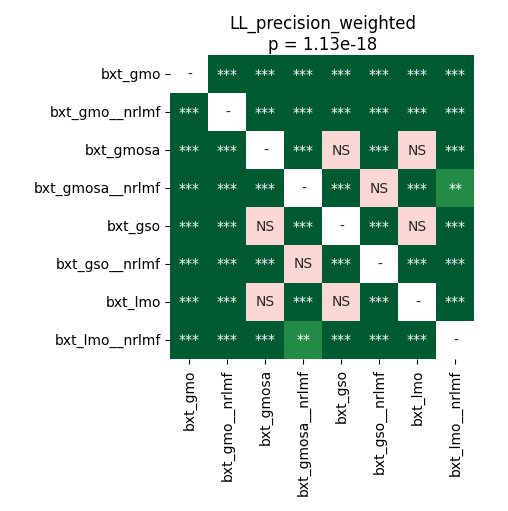 LL_precision_weighted
p = 1.13e-18
bxt_gmo - *** *** *** *** *** *** ***
bxt_gmo__nrlmf *** - *** *** *** *** *** ***
bxt_gmosa *** *** - *** NS *** NS ***
bxt_gmosa__nrlmf *** *** *** - *** NS *** **
bxt_gso *** *** NS *** - *** NS ***
bxt_gso__nrlmf *** *** *** NS *** - *** ***
bxt_lmo *** *** NS *** NS *** - ***
bxt_lmo__nrlmf *** *** *** ** *** *** *** -
bxt_gmo
bxt_gmo__nrlmf
bxt_gmosa
bxt_gmosa__nrlmf
bxt_gso
bxt_gso__nrlmf
bxt_lmo
bxt_lmo__nrlmf